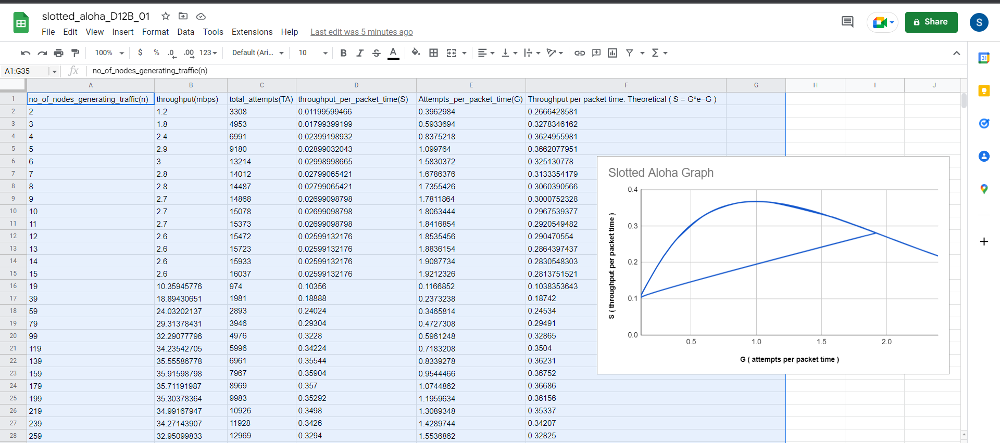 slotted_aloha_D12B_01
File Edit View Insert Format Data Tools Extensions Help Last edit was 5 minutes ago
Share
S
100% $ % .0 .00 123 Default (Ari... 10 B I S A
A1:G35 fx no_of_nodes_generating_traffic(n)
31
A B C D E F G H I J
1 no_of_nodes_generating_traffic(n) throughput(mbps) total_attempts(TA) throughput_per_packet_time(S) Attempts_per_packet_time(G) Throughput per packet time. Theoretical ( S = G*e−G )
2 2 1.2 3308 0.01199599466 0.3962984 0.2666428581
3 3 1.8 4953 0.01799399199 0.5933694 0.3278346162
4 4 2.4 6991 0.02399198932 0.8375218 0.3624955981
5 5 2.9 9180 0.02899032043 1.099764 0.3662077951
6 6 3 13214 0.02998998665 1.5830372 0.325130778
7 7 2.8 14012 0.02799065421 1.6786376 0.3133354179
8 8 2.8 14487 0.02799065421 1.7355426 0.3060390566
9 9 2.7 14868 0.02699098798 1.7811864 0.3000752328
10 10 2.7 15078 0.02699098798 1.8063444 0.2967539377
11 11 2.7 15373 0.02699098798 1.8416854 0.2920549482
12 12 2.6 15472 0.02599132176 1.8535456 0.290470554
13 13 2.6 15723 0.02599132176 1.8836154 0.2864397437
14 14 2.6 15933 0.02599132176 1.9087734 0.2830548303
15 15 2.6 16037 0.02599132176 1.9212326 0.2813751521
16 19 10.35945776 974 0.10356 0.1166852 0.1038353643
17 39 18.89430651 1981 0.18888 0.2373238 0.18742
18 59 24.03202137 2893 0.24024 0.3465814 0.24534
19 79 29.31378431 3946 0.29304 0.4727308 0.29491
20 99 32.29077796 4976 0.3228 0.5961248 0.32865
21 119 34.23542705 5996 0.34224 0.7183208 0.3504
22 139 35.55586778 6961 0.35544 0.8339278 0.36231
23 159 35.91598798 7967 0.35904 0.9544466 0.36752
24 179 35.71191987 8969 0.357 1.0744862 0.36686
25 199 35.30378364 9983 0.35292 1.1959634 0.36156
26 219 34.99167947 10926 0.3498 1.3089348 0.35337
27 239 34.27143907 11928 0.3426 1.4289744 0.34207
28 259 32.95099833 12969 0.3294 1.5536862 0.32825
Slotted Aloha Graph
S ( throughput per packet time )
0.4
0.3
0.2
0.1
0.0
0.5 1.0 1.5 2.0
G ( attempts per packet time )